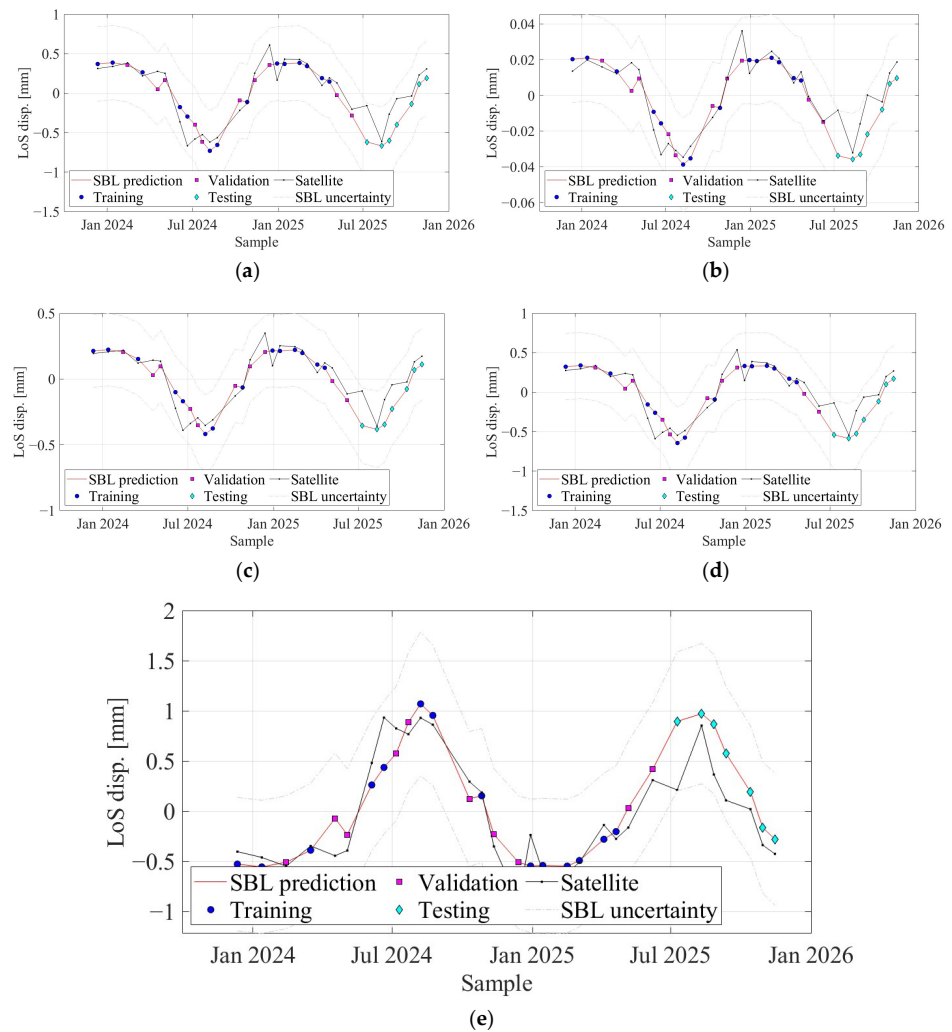 1
0.5
0
−0.5
−1
−1.5
LoS disp. [mm]
SBL prediction Validation Satellite
Training Testing SBL uncertainty
Jan 2024 Jul 2024 Jan 2025 Jul 2025 Jan 2026
Sample
(a)
0.04
0.02
0
−0.02
−0.04
−0.06
LoS disp. [mm]
SBL prediction Validation Satellite
Training Testing SBL uncertainty
Jan 2024 Jul 2024 Jan 2025 Jul 2025 Jan 2026
Sample
(b)
0.5
0
−0.5
−1
LoS disp. [mm]
SBL prediction Validation Satellite
Training Testing SBL uncertainty
Jan 2024 Jul 2024 Jan 2025 Jul 2025 Jan 2026
Sample
(c)
1
0.5
0
−0.5
−1
−1.5
LoS disp. [mm]
SBL prediction Validation Satellite
Training Testing SBL uncertainty
Jan 2024 Jul 2024 Jan 2025 Jul 2025 Jan 2026
Sample
(d)
2
1.5
1
0.5
0
−0.5
−1
LoS disp. [mm]
SBL prediction Validation Satellite
Training Testing SBL uncertainty
Jan 2024 Jul 2024 Jan 2025 Jul 2025 Jan 2026
Sample
(e)